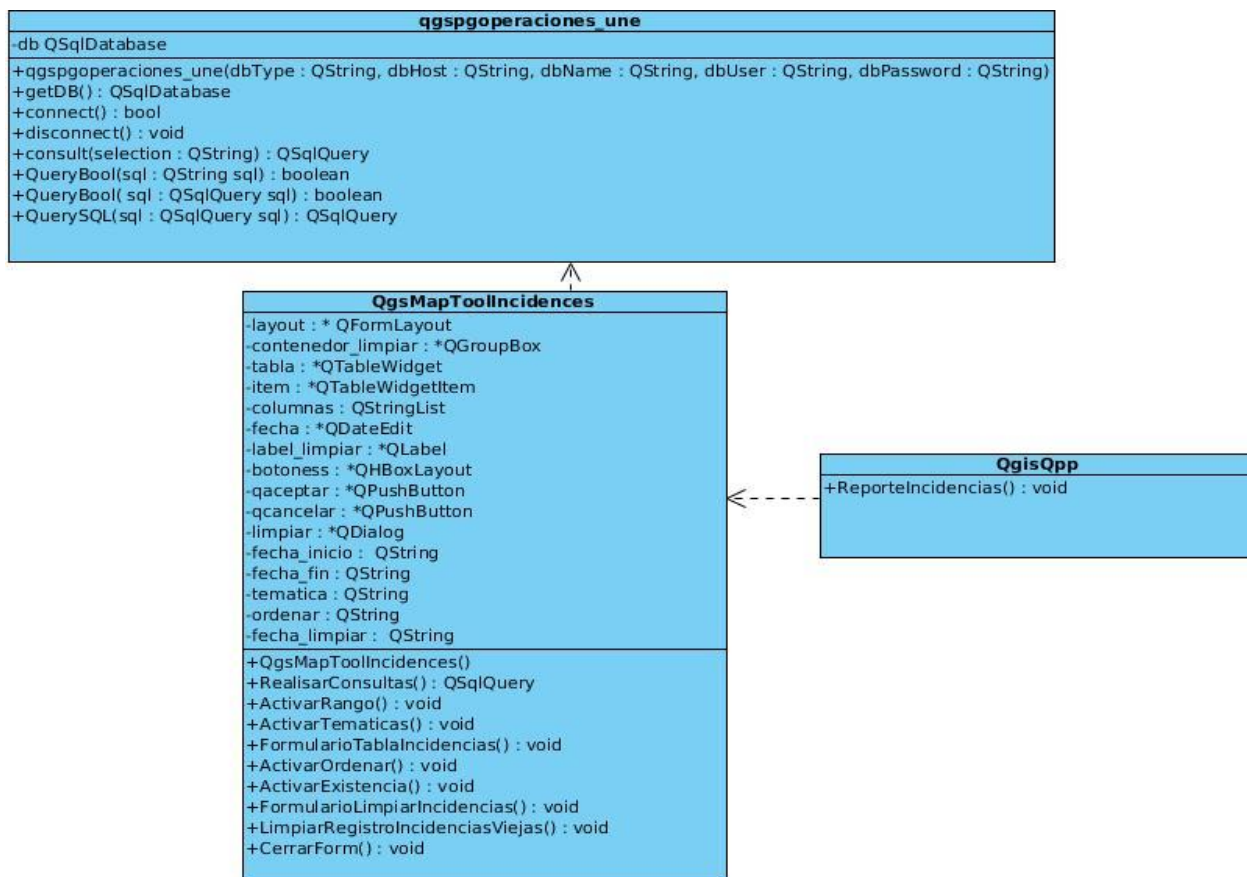 qgspgoperaciones_une
-db QSqlDatabase
+qgspgoperaciones_une(dbType : QString, dbHost : QString, dbName : QString, dbUser : QString, dbPassword : QString)
+getDB() : QSqlDatabase
+connect() : bool
+disconnect() : void
+consult(selection : QString) : QSqlQuery
+QueryBool(sql : QString sql) : boolean
+QueryBool( sql : QSqlQuery sql) : boolean
+QuerySQL(sql : QSqlQuery sql) : QSqlQuery
QgsMapToolIncidences
-layout : * QFormLayout
-contenedor_limpiar : *QGroupBox
-tabla : *QTableWidget
-item : *QTableWidgetItem
-columnas : QStringList
-fecha : *QDateEdit
-label_limpiar : *QLabel
-botoness : *QHBoxLayout
-qaceptar : *QPushButton
-qcancelar : *QPushButton
-limpiar : *QDialog
-fecha_inicio : QString
-fecha_fin : QString
-tematica : QString
-ordenar : QString
-fecha_limpiar : QString
+QgsMapToolIncidences()
+RealisarConsultas() : QSqlQuery
+ActivarRango() : void
+ActivarTematicas() : void
+FormularioTablaIncidencias() : void
+ActivarOrdenar() : void
+ActivarExistencia() : void
+FormularioLimpiarIncidencias() : void
+LimpiarRegistroIncidenciasViejas() : void
+CerrarForm() : void
QgisQpp
+ReporteIncidencias() : void